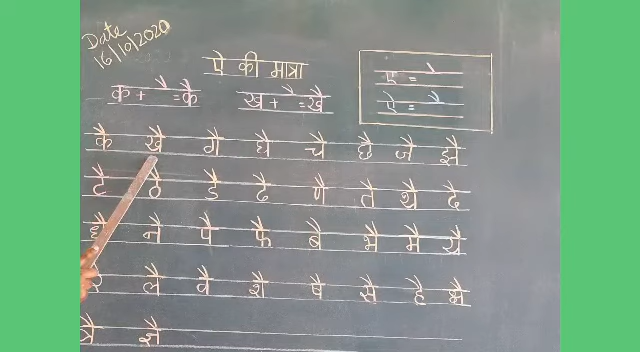 Date
16/10/2020
ऐ की मात्रा
क + ै = कै ख + ै = खै
ए = े
ऐ = ै
कै खै गै घै चै छै जै झै
टै ठै डै ढै णै तै थै दै
धै नै पै फै बै भै मै यै
रै लै वै शै षै सै है क्षै
त्रै ज्ञै